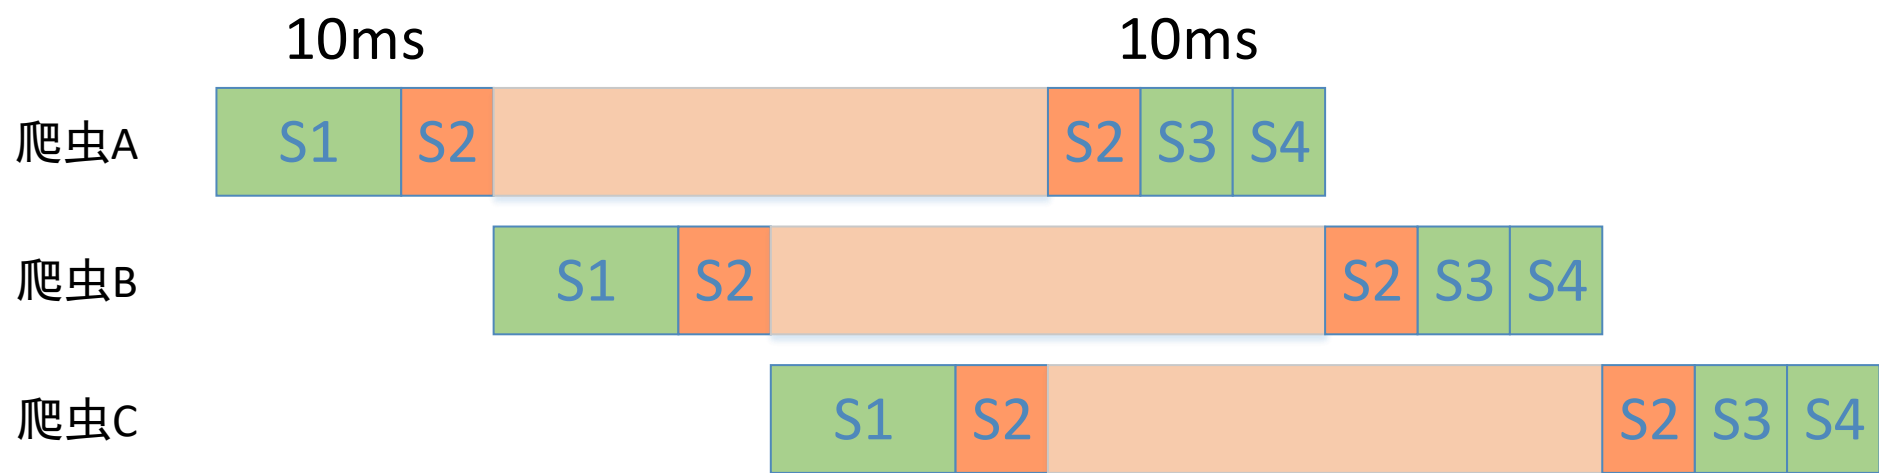 10ms 10ms
爬虫A S1 S2 S2 S3 S4
爬虫B S1 S2 S2 S3 S4
爬虫C S1 S2 S2 S3 S4